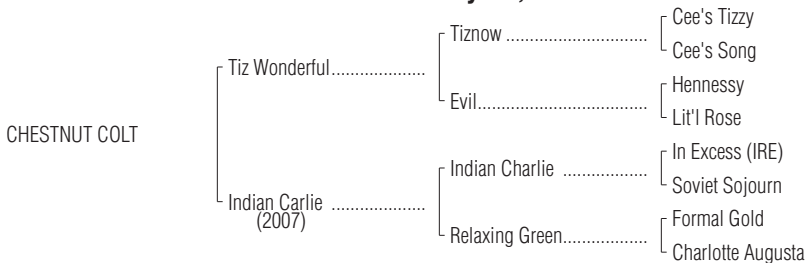 Cee's Tizzy
Tiznow ................................
Cee's Song
Tiz Wonderful.....................
Hennessy
Evil......................................
Lit'l Rose
CHESTNUT COLT
In Excess (IRE)
Indian Charlie ...................
Soviet Sojourn
Indian Carlie .....................
(2007)
Formal Gold
Relaxing Green...................
Charlotte Augusta